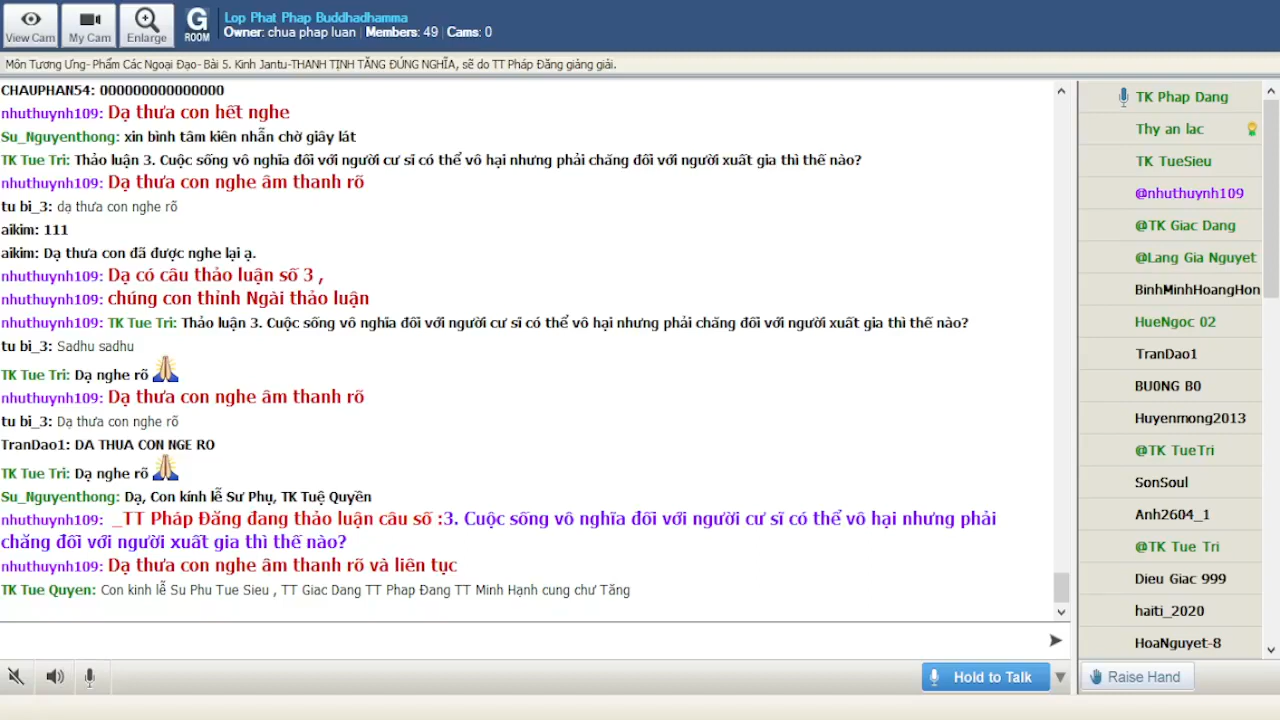 View Cam
My Cam
Enlarge
G
ROOM
Lop Phat Phap Buddhadhamma
Owner: chua phap luan | Members: 49 | Cams: 0
Môn Tương Ưng- Phẩm Các Ngoại Đạo- Bài 5. Kinh Jantu-THANH TỊNH TĂNG ĐÚNG NGHĨA, sẽ do TT Pháp Đăng giảng giải.
CHAUPHAN54: 000000000000000
nhuthuynh109: Dạ thưa con hết nghe
Su_Nguyenthong: xin bình tâm kiên nhẫn chờ giây lát
TK Tue Tri: Thảo luận 3. Cuộc sống vô nghĩa đối với người cư sĩ có thể vô hại nhưng phải chăng đối với người xuất gia thì thế nào?
nhuthuynh109: Dạ thưa con nghe âm thanh rõ
tu bi_3: dạ thưa con nghe rõ
aikim: 111
aikim: Dạ thưa con đã được nghe lại ạ.
nhuthuynh109: Dạ có câu thảo luận số 3 ,
nhuthuynh109: chúng con thỉnh Ngài thảo luận
nhuthuynh109: TK Tue Tri: Thảo luận 3. Cuộc sống vô nghĩa đối với người cư sĩ có thể vô hại nhưng phải chăng đối với người xuất gia thì thế nào?
tu bi_3: Sadhu sadhu
TK Tue Tri: Dạ nghe rõ
nhuthuynh109: Dạ thưa con nghe âm thanh rõ
tu bi_3: Dạ thưa con nghe rõ
TranDao1: DA THUA CON NGE RO
TK Tue Tri: Dạ nghe rõ
Su_Nguyenthong: Dạ, Con kính lễ Sư Phụ, TK Tuệ Quyền
nhuthuynh109: _TT Pháp Đăng đang thảo luận câu số :3. Cuộc sống vô nghĩa đối với người cư sĩ có thể vô hại nhưng phải
chăng đối với người xuất gia thì thế nào?
nhuthuynh109: Dạ thưa con nghe âm thanh rõ và liên tục
TK Tue Quyen: Con kinh lễ Su Phu Tue Sieu , TT Giac Dang TT Phap Đang TT Minh Hạnh cung chư Tăng
TK Phap Dang
Thy an lac
TK TueSieu
@nhuthuynh109
@TK Giac Dang
@Lang Gia Nguyet
BinhMinhHoangHon
HueNgoc 02
TranDao1
BU0NG B0
Huyenmong2013
@TK TueTri
SonSoul
Anh2604_1
@TK Tue Tri
Dieu Giac 999
haiti_2020
HoaNguyet-8
Hold to Talk
Raise Hand